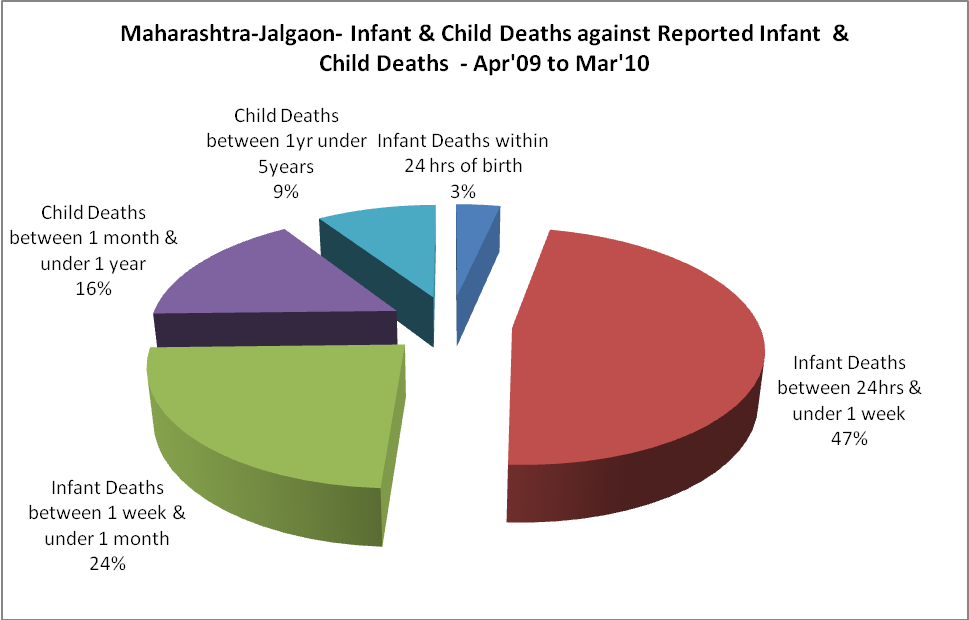 Maharashtra-Jalgaon- Infant & Child Deaths against Reported Infant &
Child Deaths - Apr'09 to Mar'10
Child Deaths
between 1yr under
5years
9%
Infant Deaths within
24 hrs of birth
3%
Child Deaths
between 1 month &
under 1 year
16%
Infant Deaths
between 24hrs &
under 1 week
47%
Infant Deaths
between 1 week &
under 1 month
24%